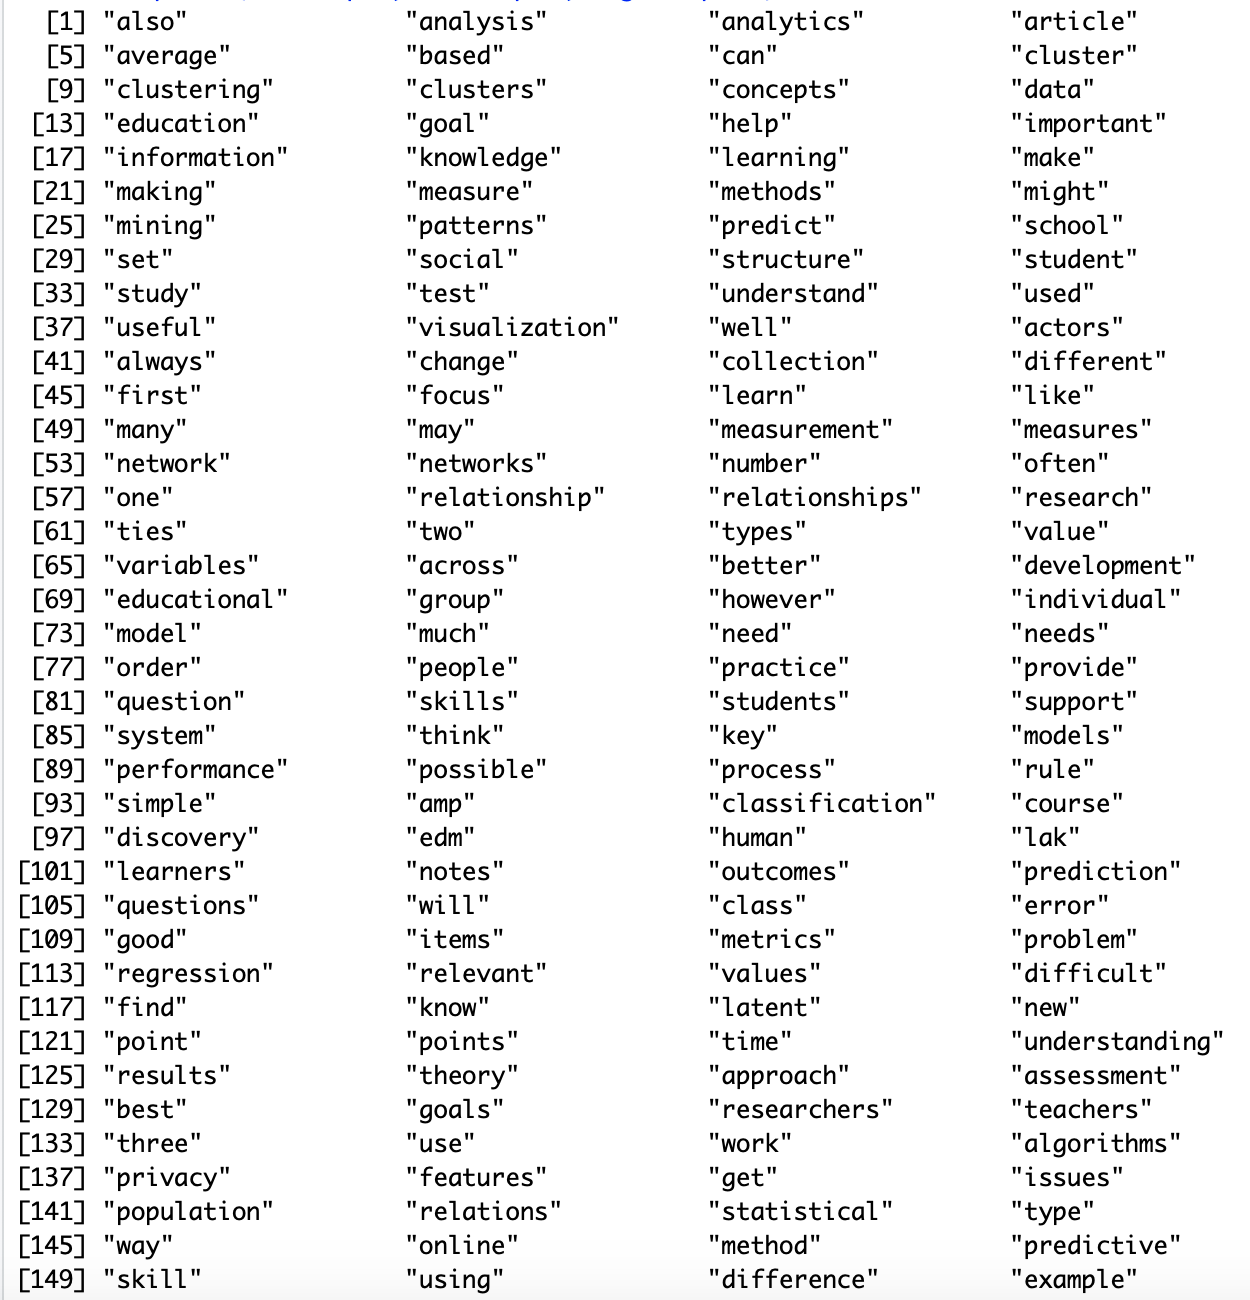 [1] "also" "analysis" "analytics" "article"
[5] "average" "based" "can" "cluster"
[9] "clustering" "clusters" "concepts" "data"
[13] "education" "goal" "help" "important"
[17] "information" "knowledge" "learning" "make"
[21] "making" "measure" "methods" "might"
[25] "mining" "patterns" "predict" "school"
[29] "set" "social" "structure" "student"
[33] "study" "test" "understand" "used"
[37] "useful" "visualization" "well" "actors"
[41] "always" "change" "collection" "different"
[45] "first" "focus" "learn" "like"
[49] "many" "may" "measurement" "measures"
[53] "network" "networks" "number" "often"
[57] "one" "relationship" "relationships" "research"
[61] "ties" "two" "types" "value"
[65] "variables" "across" "better" "development"
[69] "educational" "group" "however" "individual"
[73] "model" "much" "need" "needs"
[77] "order" "people" "practice" "provide"
[81] "question" "skills" "students" "support"
[85] "system" "think" "key" "models"
[89] "performance" "possible" "process" "rule"
[93] "simple" "amp" "classification" "course"
[97] "discovery" "edm" "human" "lak"
[101] "learners" "notes" "outcomes" "prediction"
[105] "questions" "will" "class" "error"
[109] "good" "items" "metrics" "problem"
[113] "regression" "relevant" "values" "difficult"
[117] "find" "know" "latent" "new"
[121] "point" "points" "time" "understanding"
[125] "results" "theory" "approach" "assessment"
[129] "best" "goals" "researchers" "teachers"
[133] "three" "use" "work" "algorithms"
[137] "privacy" "features" "get" "issues"
[141] "population" "relations" "statistical" "type"
[145] "way" "online" "method" "predictive"
[149] "skill" "using" "difference" "example"